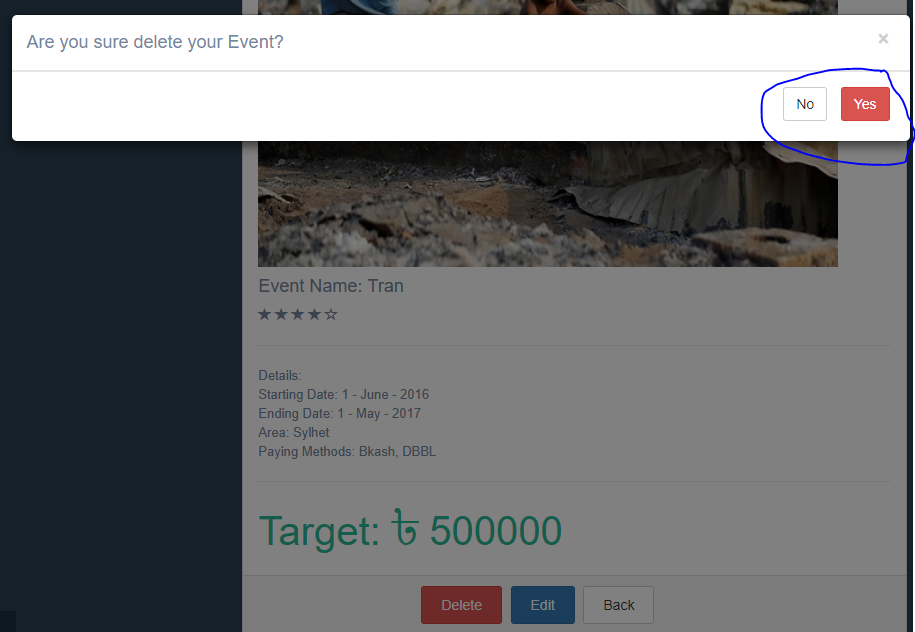 Are you sure delete your Event?
×
No Yes
Event Name: Tran
★★★★☆
Details:
Starting Date: 1 - June - 2016
Ending Date: 1 - May - 2017
Area: Sylhet
Paying Methods: Bkash, DBBL
Target: ৳ 500000
Delete Edit Back